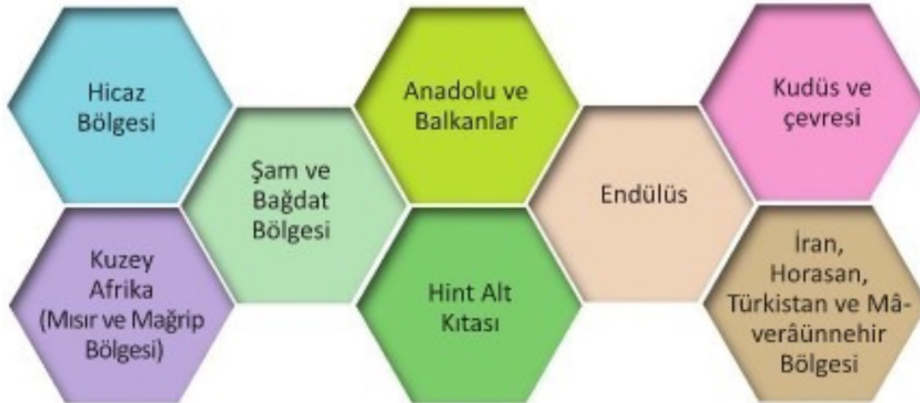 Hicaz
Bölgesi
Şam ve
Bağdat
Bölgesi
Anadolu ve
Balkanlar
Endülüs
Kudüs ve
çevresi
Kuzey
Afrika
(Mısır ve Mağrip
Bölgesi)
Hint Alt
Kıtası
İran,
Horasan,
Türkistan ve Mâ-
verâünnehir
Bölgesi